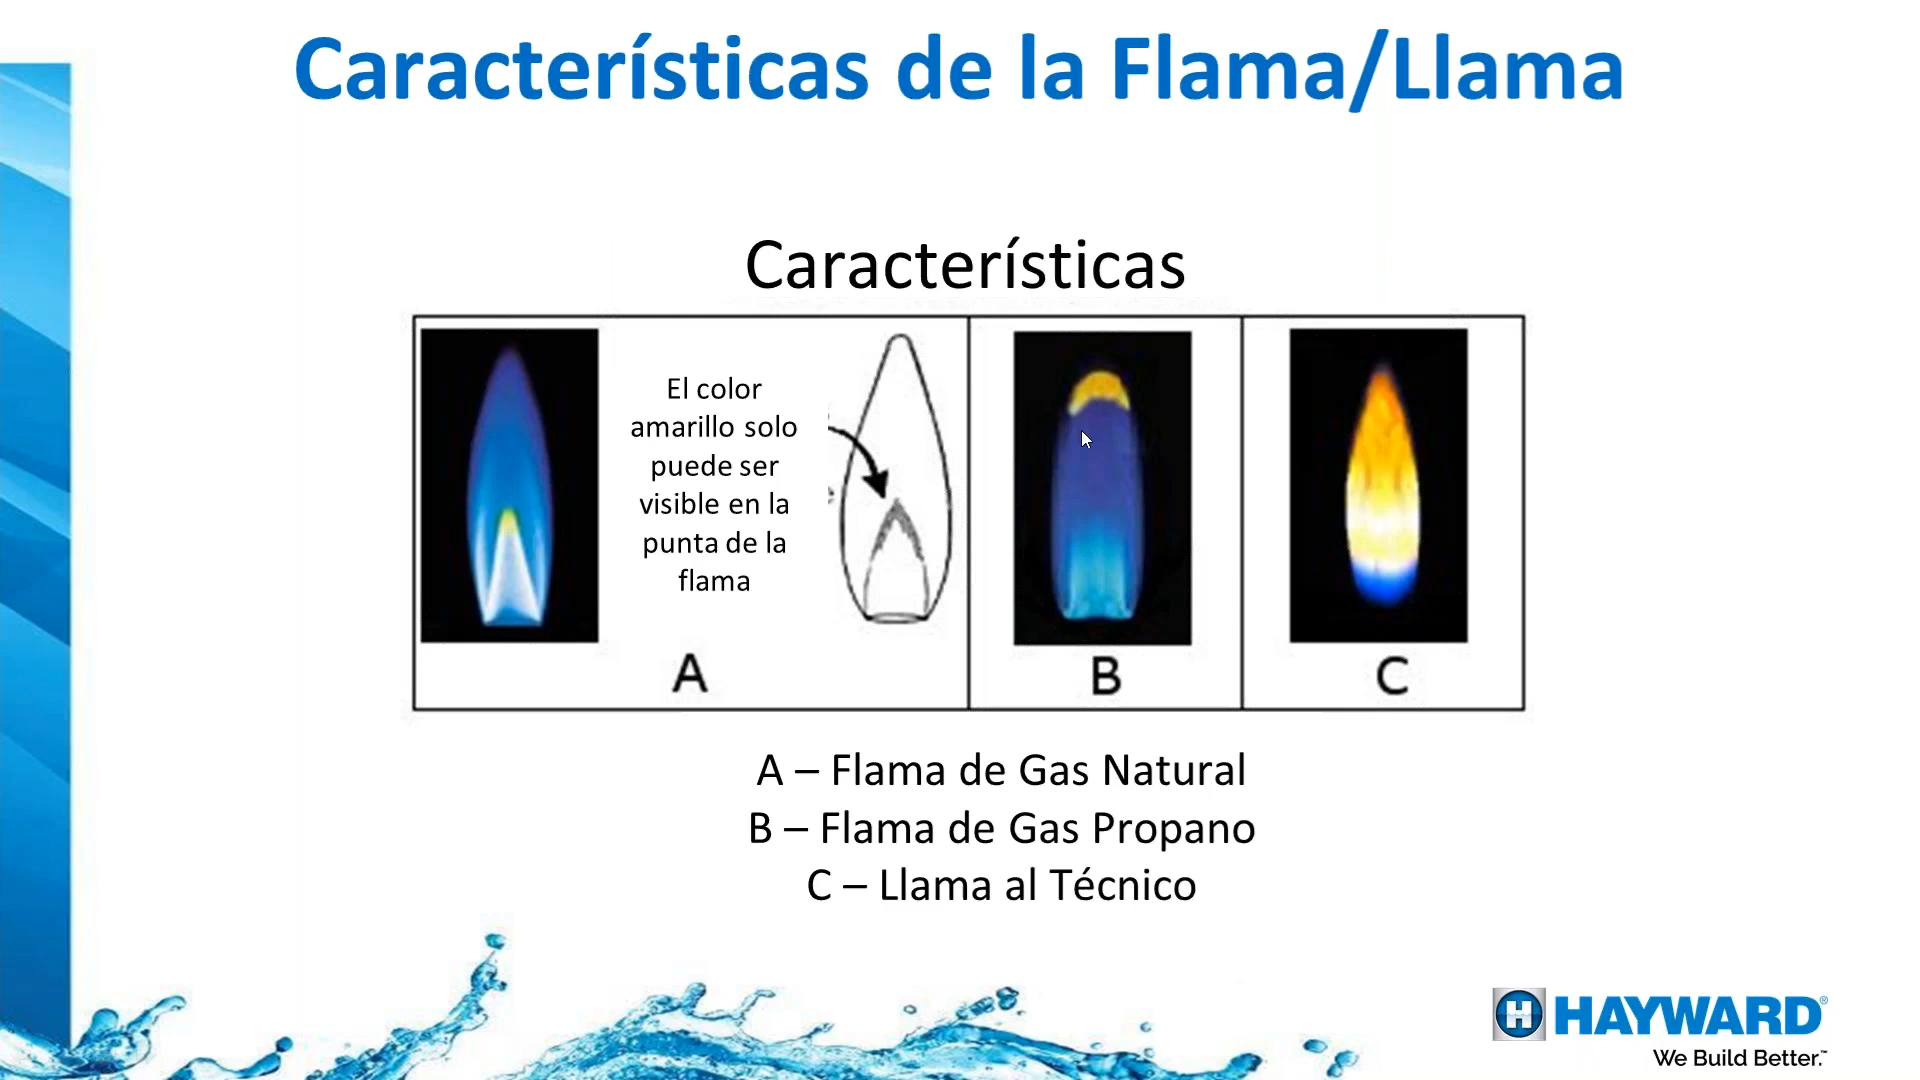 Características de la Flama/Llama
Características
El color
amarillo solo
puede ser
visible en la
punta de la
flama
A
B
C
A – Flama de Gas Natural
B – Flama de Gas Propano
C – Llama al Técnico
H HAYWARD®
We Build Better.™